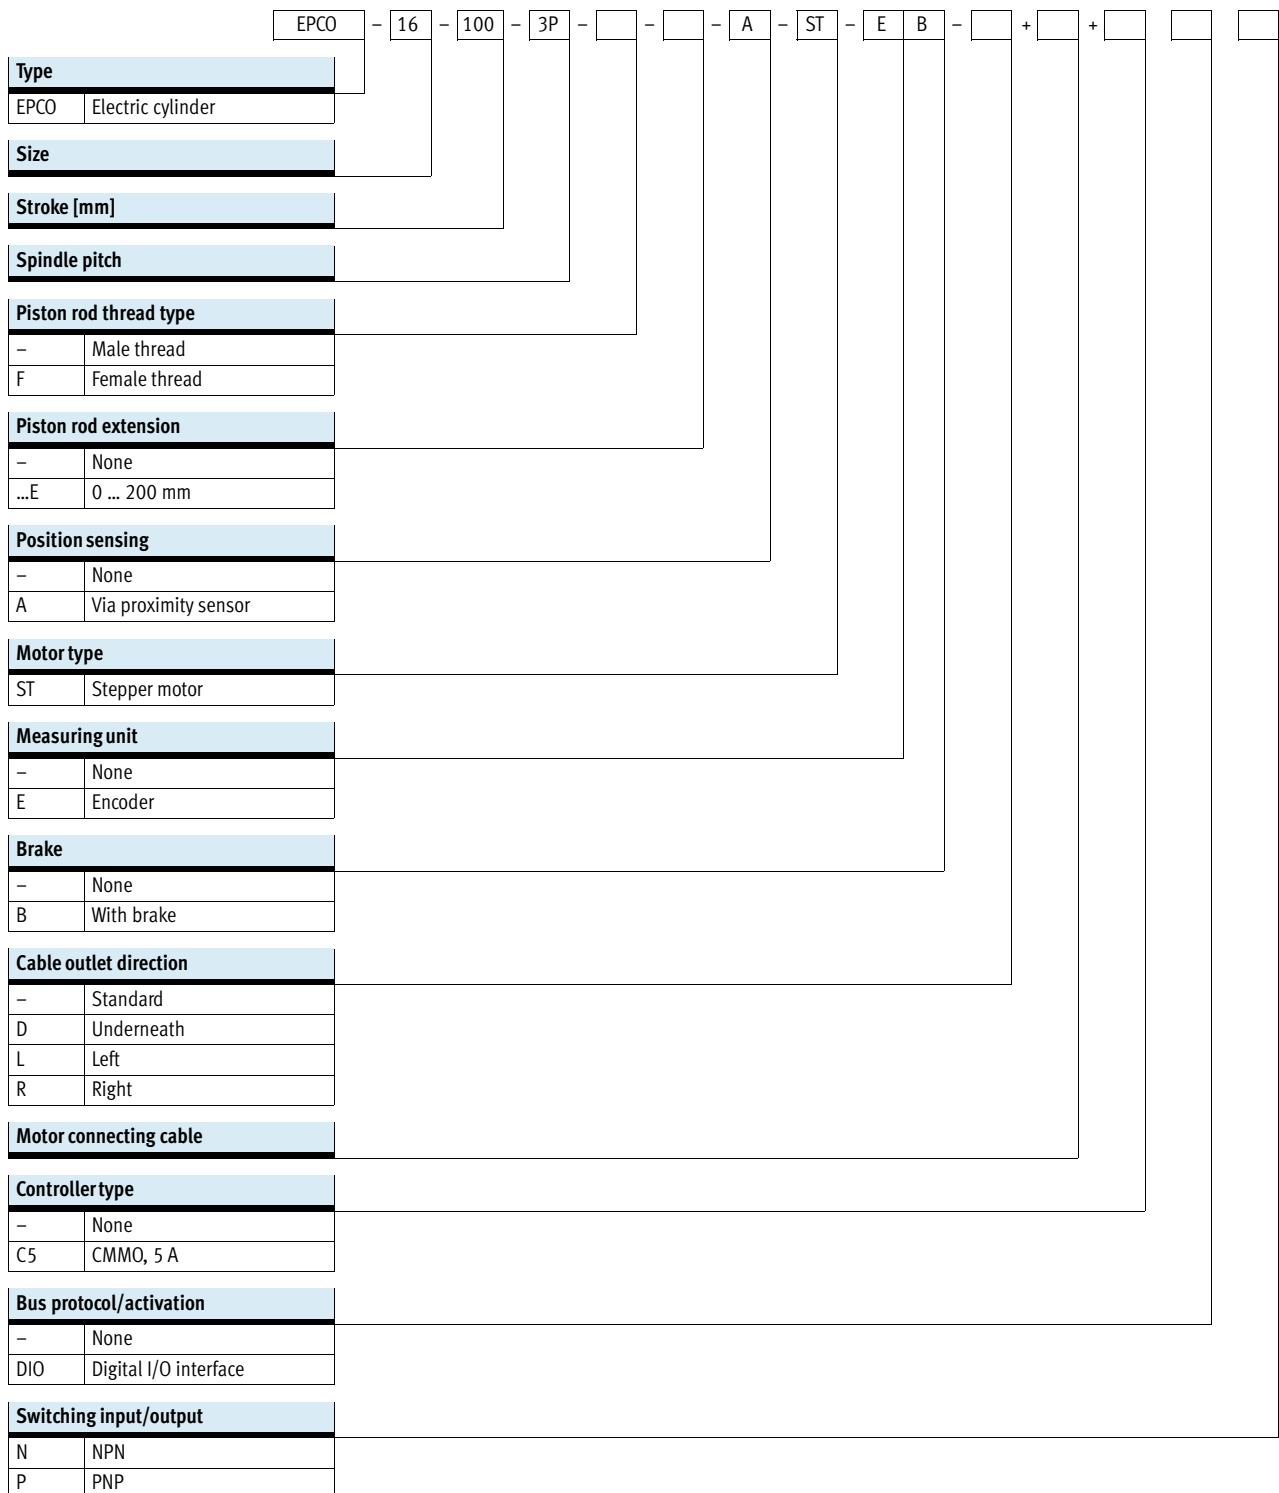 EPCO – 16 – 100 – 3P – – – A – ST – E B – + +
Type
EPCO Electric cylinder
Size
Stroke [mm]
Spindle pitch
Piston rod thread type
– Male thread
F Female thread
Piston rod extension
– None
...E 0 ... 200 mm
Position sensing
– None
A Via proximity sensor
Motor type
ST Stepper motor
Measuring unit
– None
E Encoder
Brake
– None
B With brake
Cable outlet direction
– Standard
D Underneath
L Left
R Right
Motor connecting cable
Controller type
– None
C5 CMMO, 5 A
Bus protocol/activation
– None
DIO Digital I/O interface
Switching input/output
N NPN
P PNP